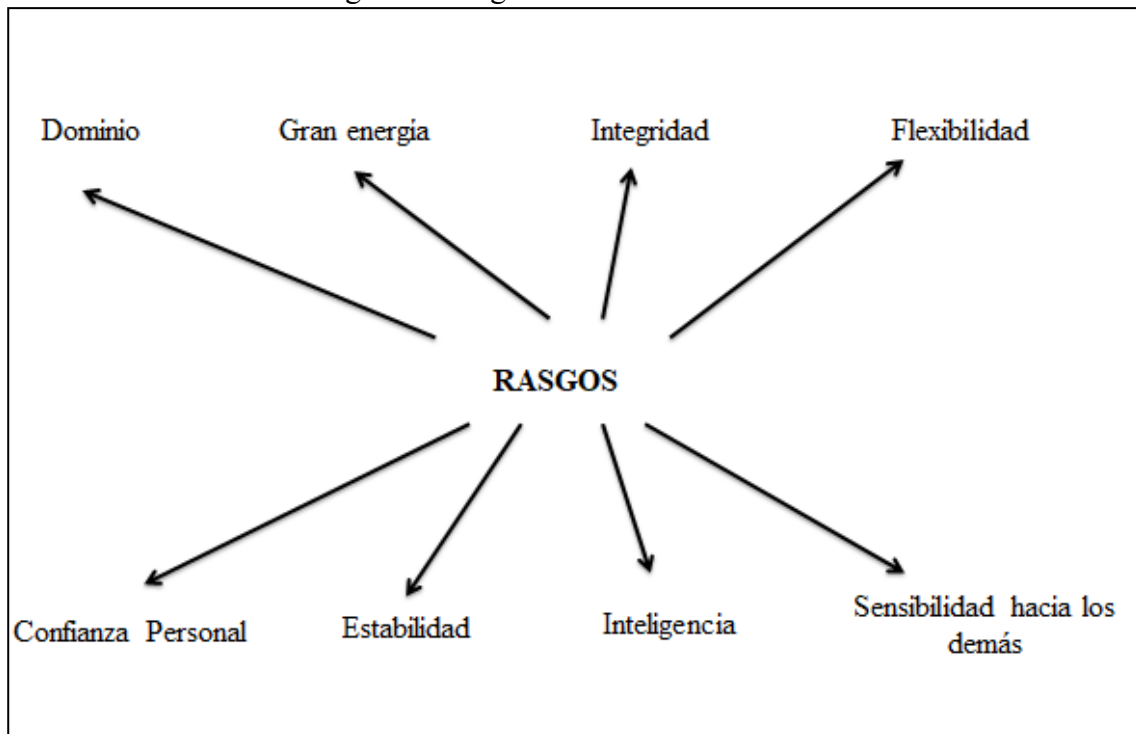 Dominio
Gran energía
Integridad
Flexibilidad
RASGOS
Confianza Personal
Estabilidad
Inteligencia
Sensibilidad hacia los
demás